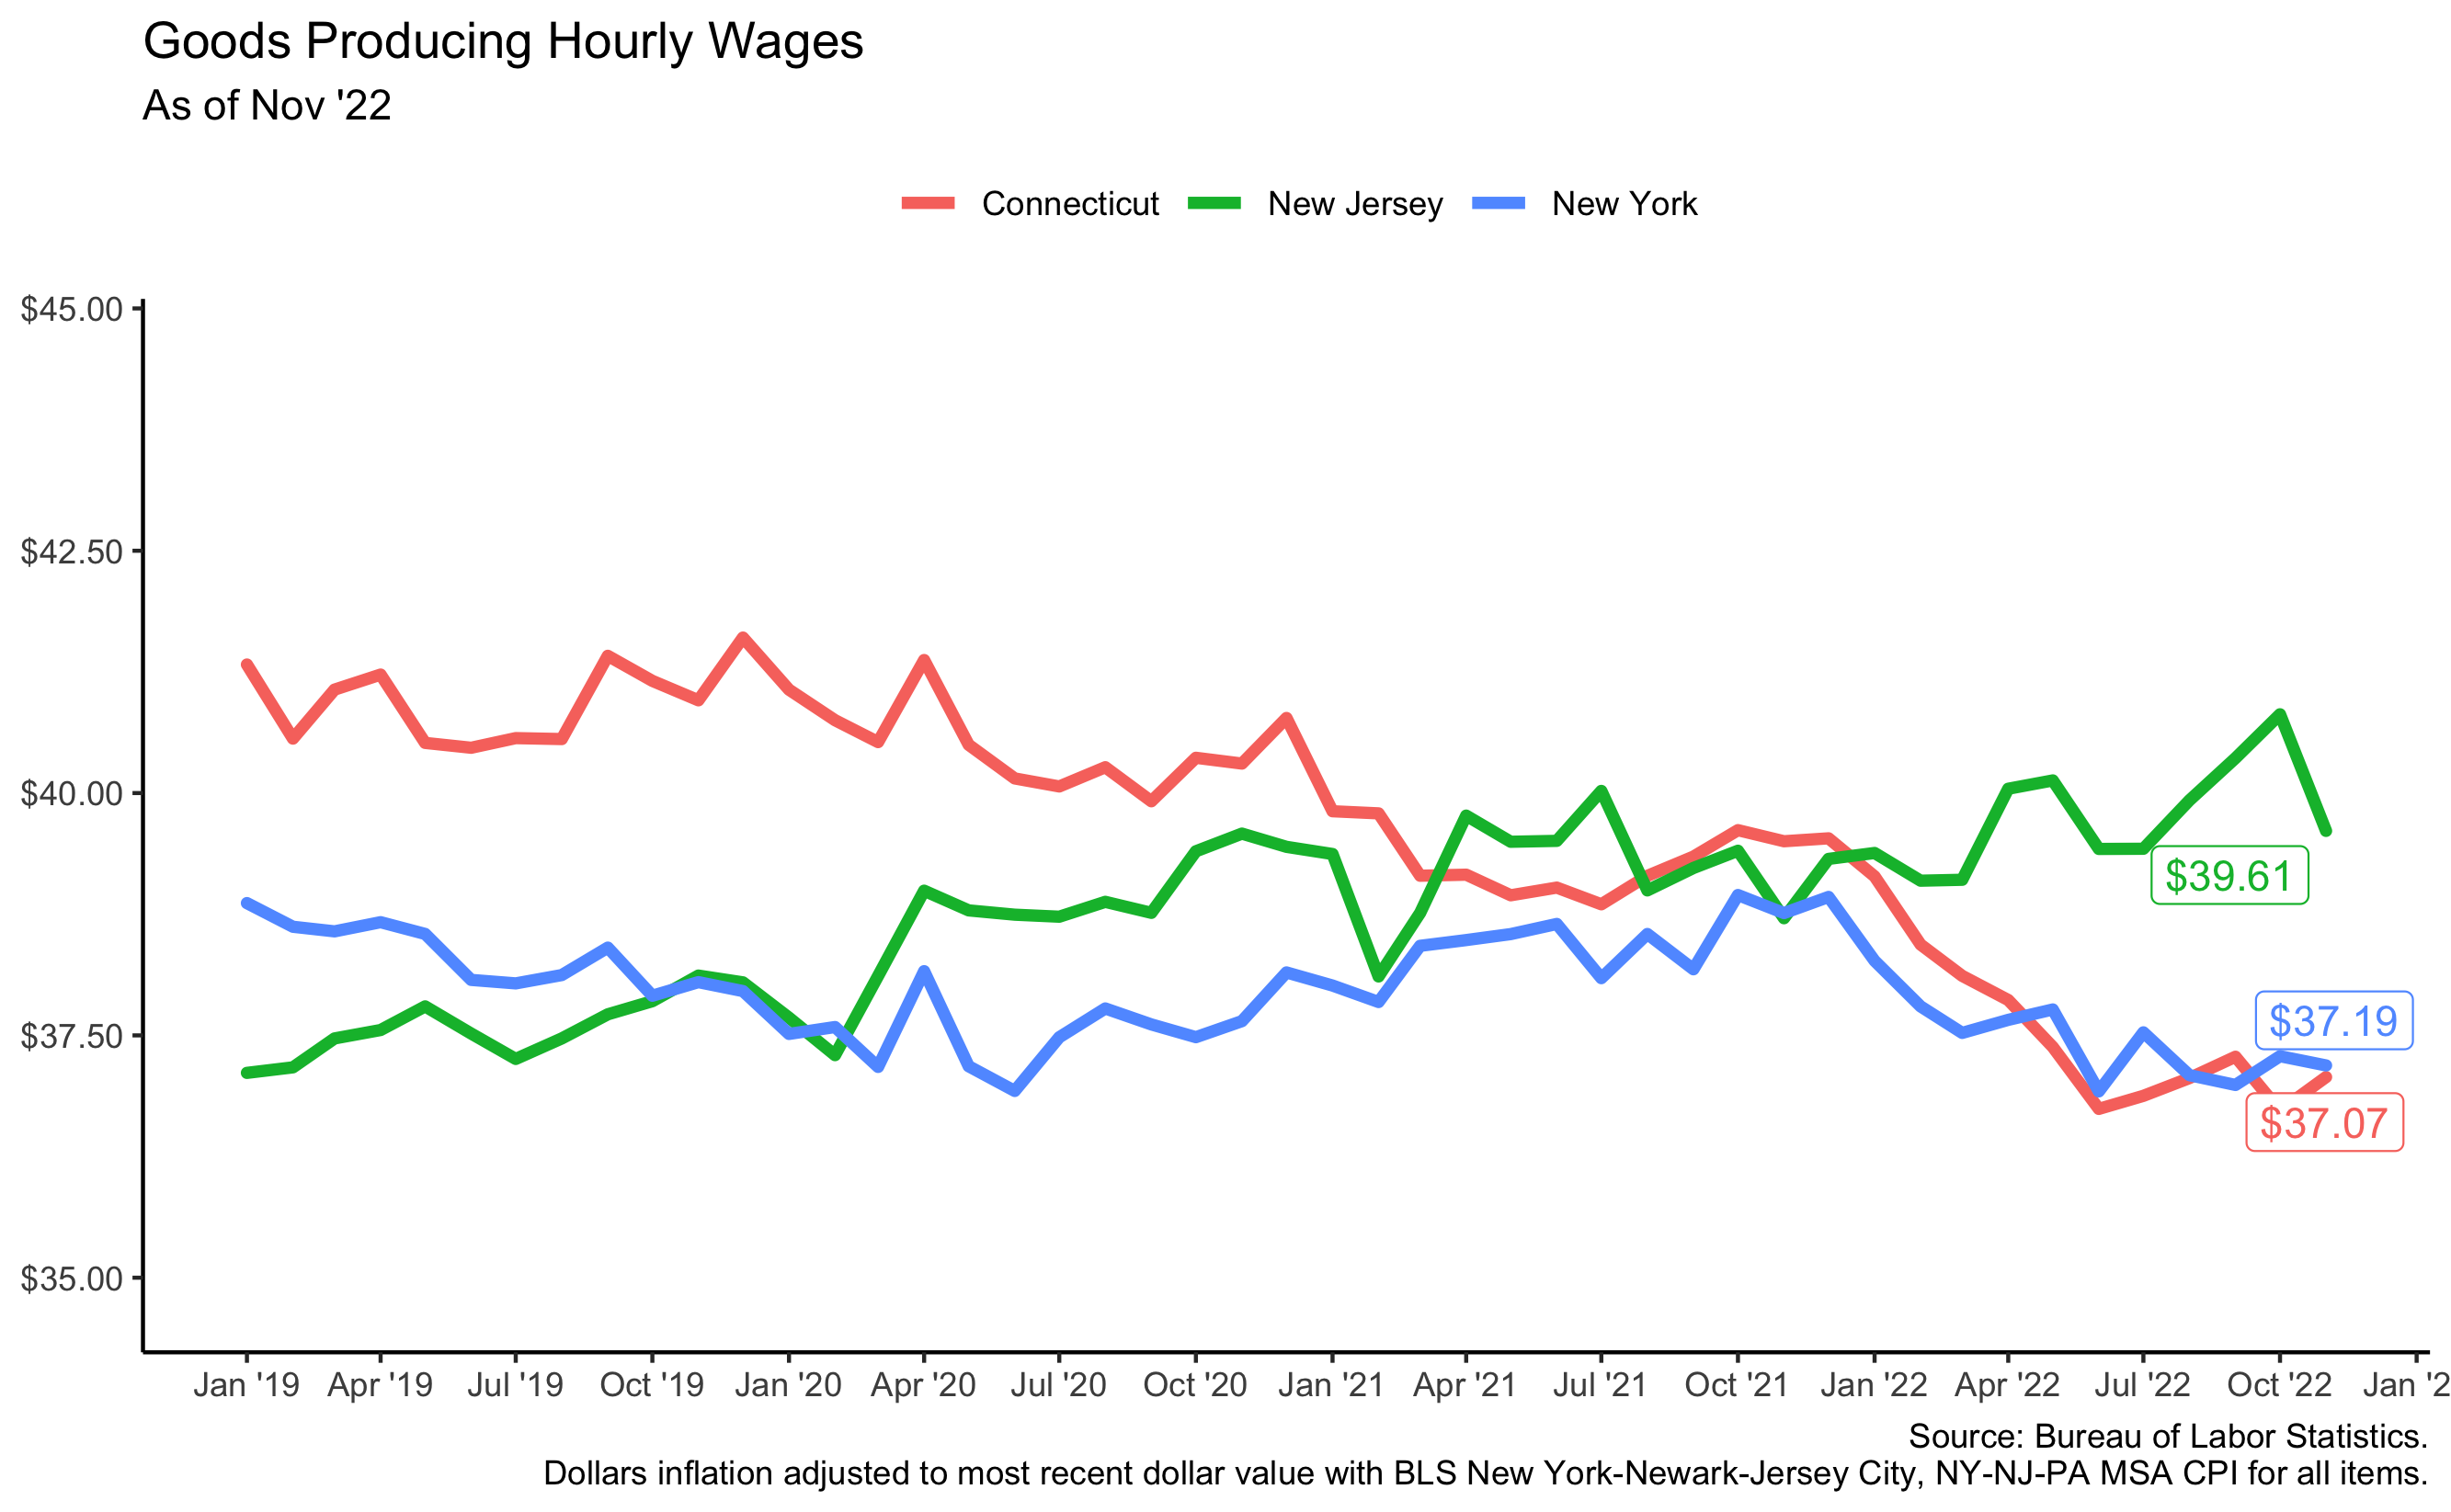 Goods Producing Hourly Wages
As of Nov '22
Connecticut New Jersey New York
$45.00
$42.50
$40.00
$37.50
$35.00
$39.61
$37.19
$37.07
Jan '19 Apr '19 Jul '19 Oct '19 Jan '20 Apr '20 Jul '20 Oct '20 Jan '21 Apr '21 Jul '21 Oct '21 Jan '22 Apr '22 Jul '22 Oct '22 Jan '2
Source: Bureau of Labor Statistics.
Dollars inflation adjusted to most recent dollar value with BLS New York-Newark-Jersey City, NY-NJ-PA MSA CPI for all items.